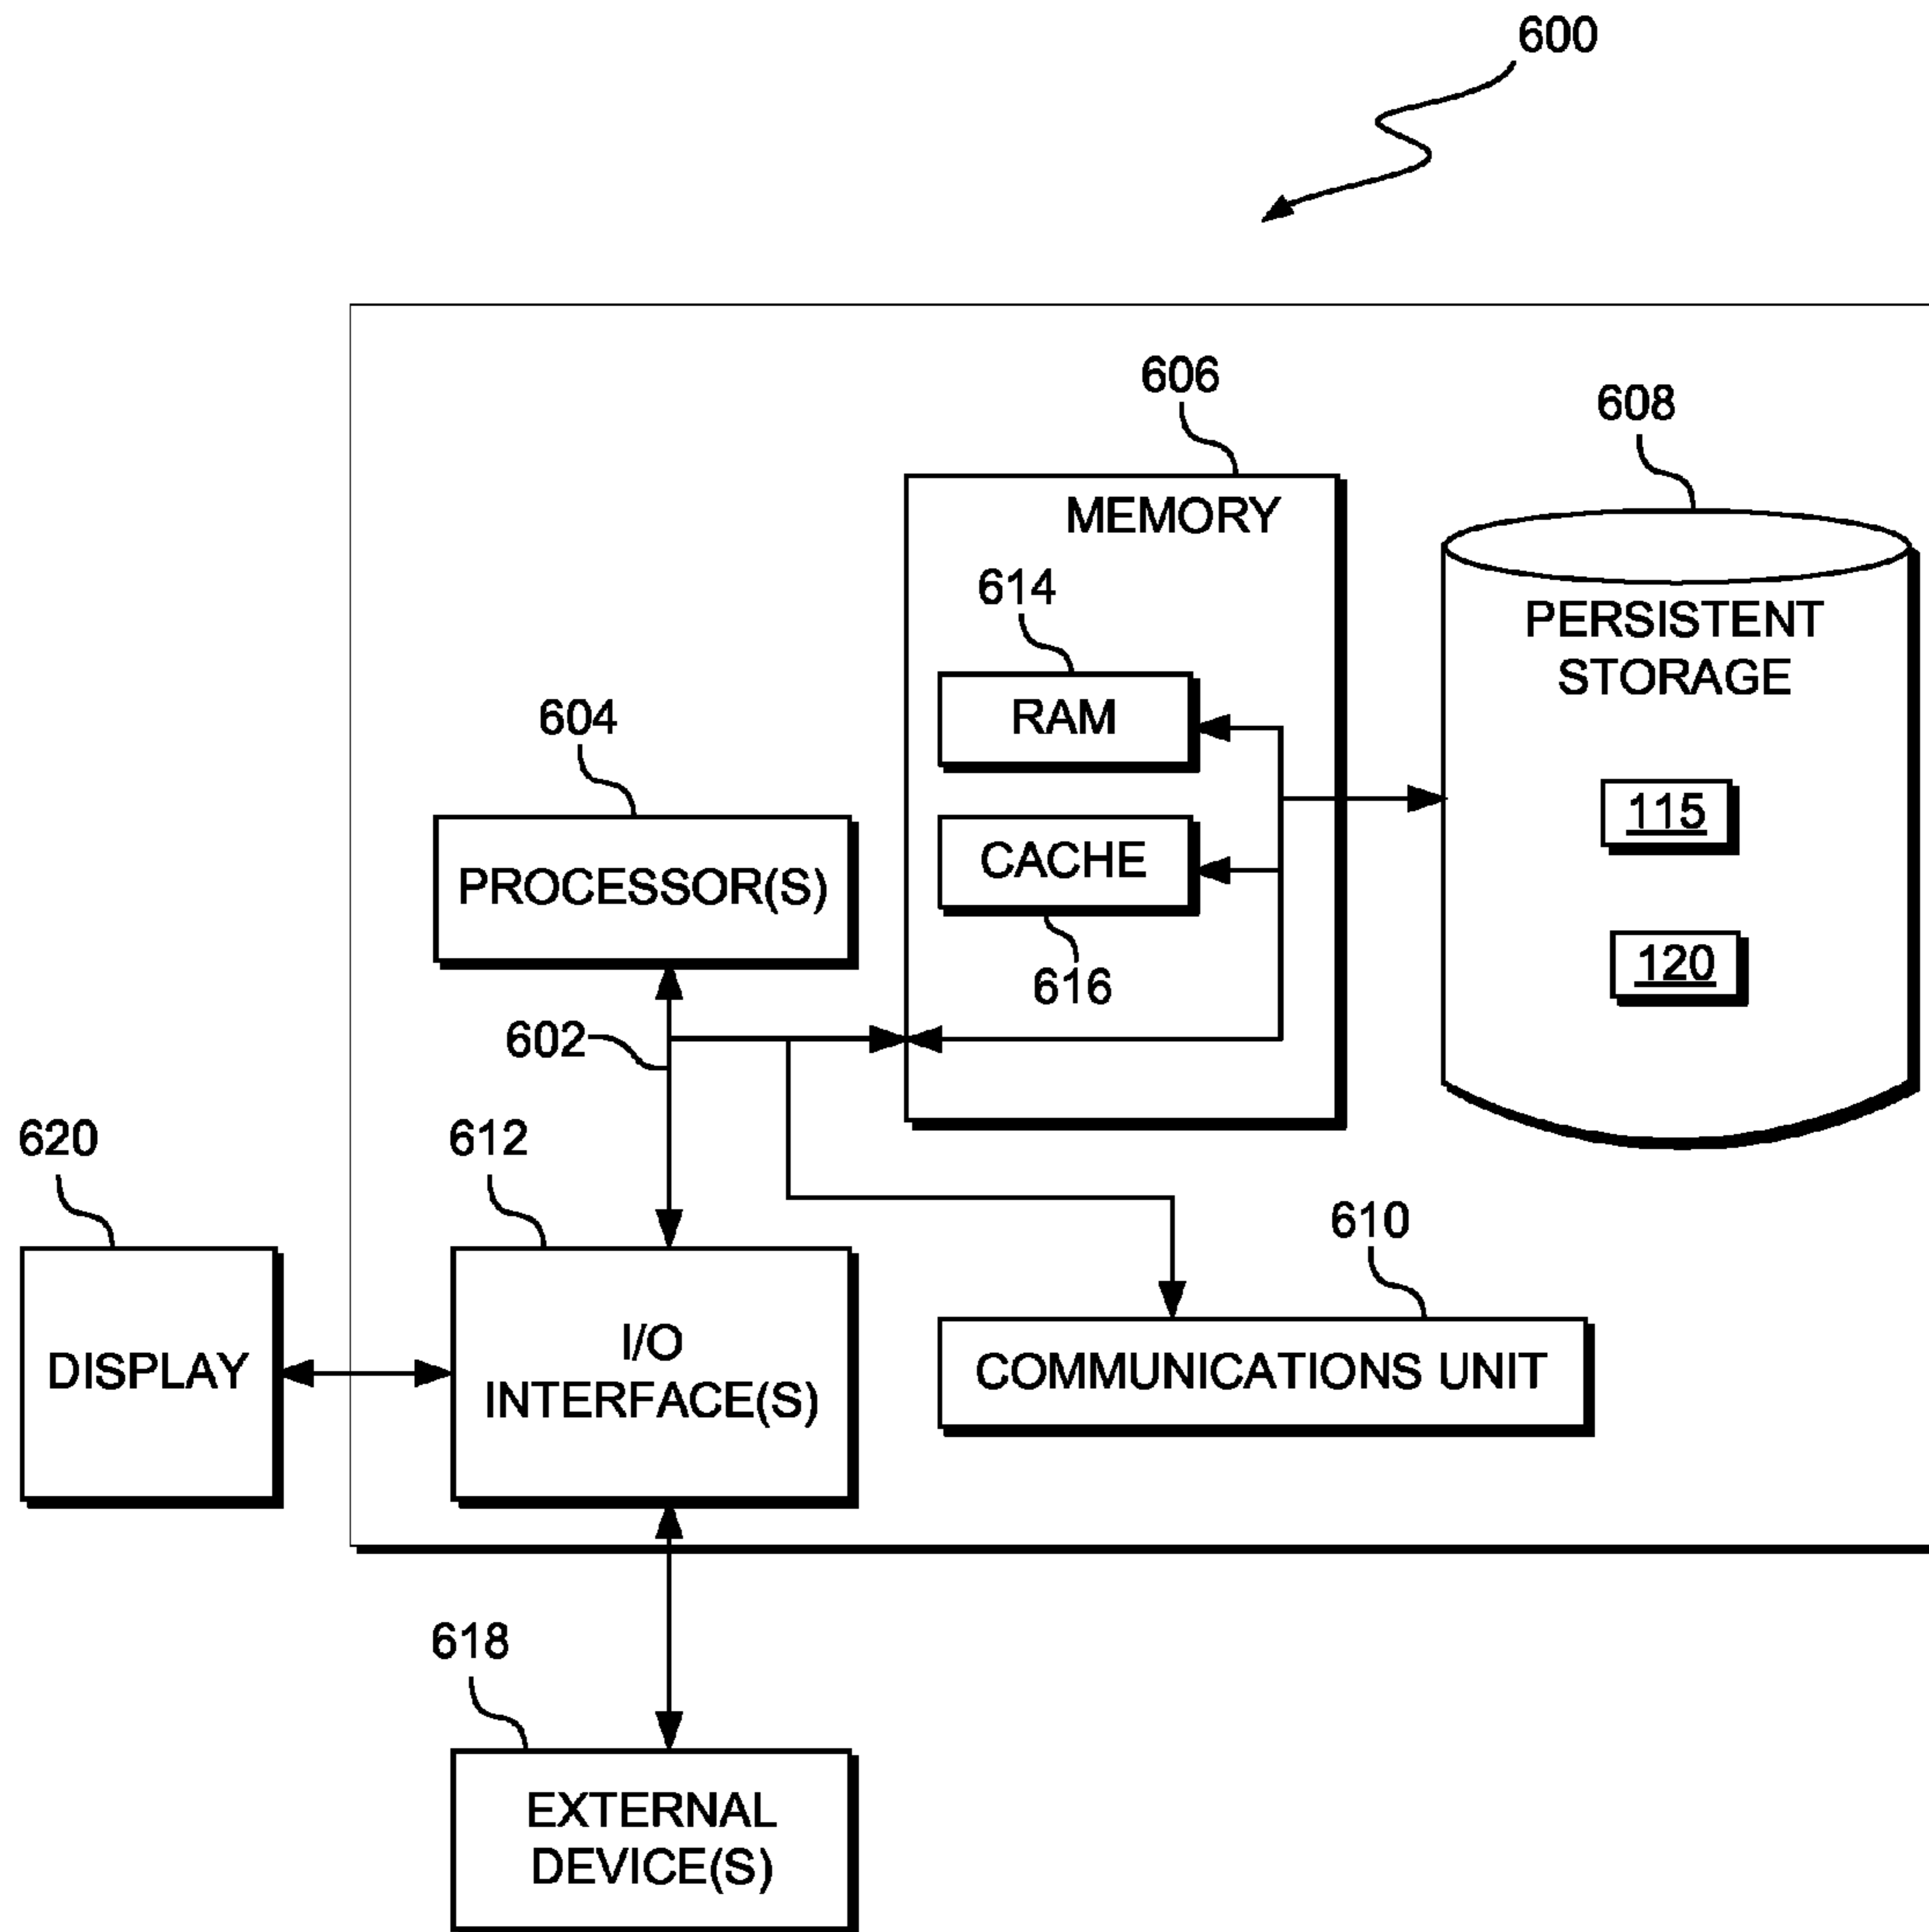 600
606
608
MEMORY
614
PERSISTENT
STORAGE
RAM
604
115
CACHE
PROCESSOR(S)
120
616
602
620
612
610
I/O
INTERFACE(S)
DISPLAY
COMMUNICATIONS UNIT
618
EXTERNAL
DEVICE(S)